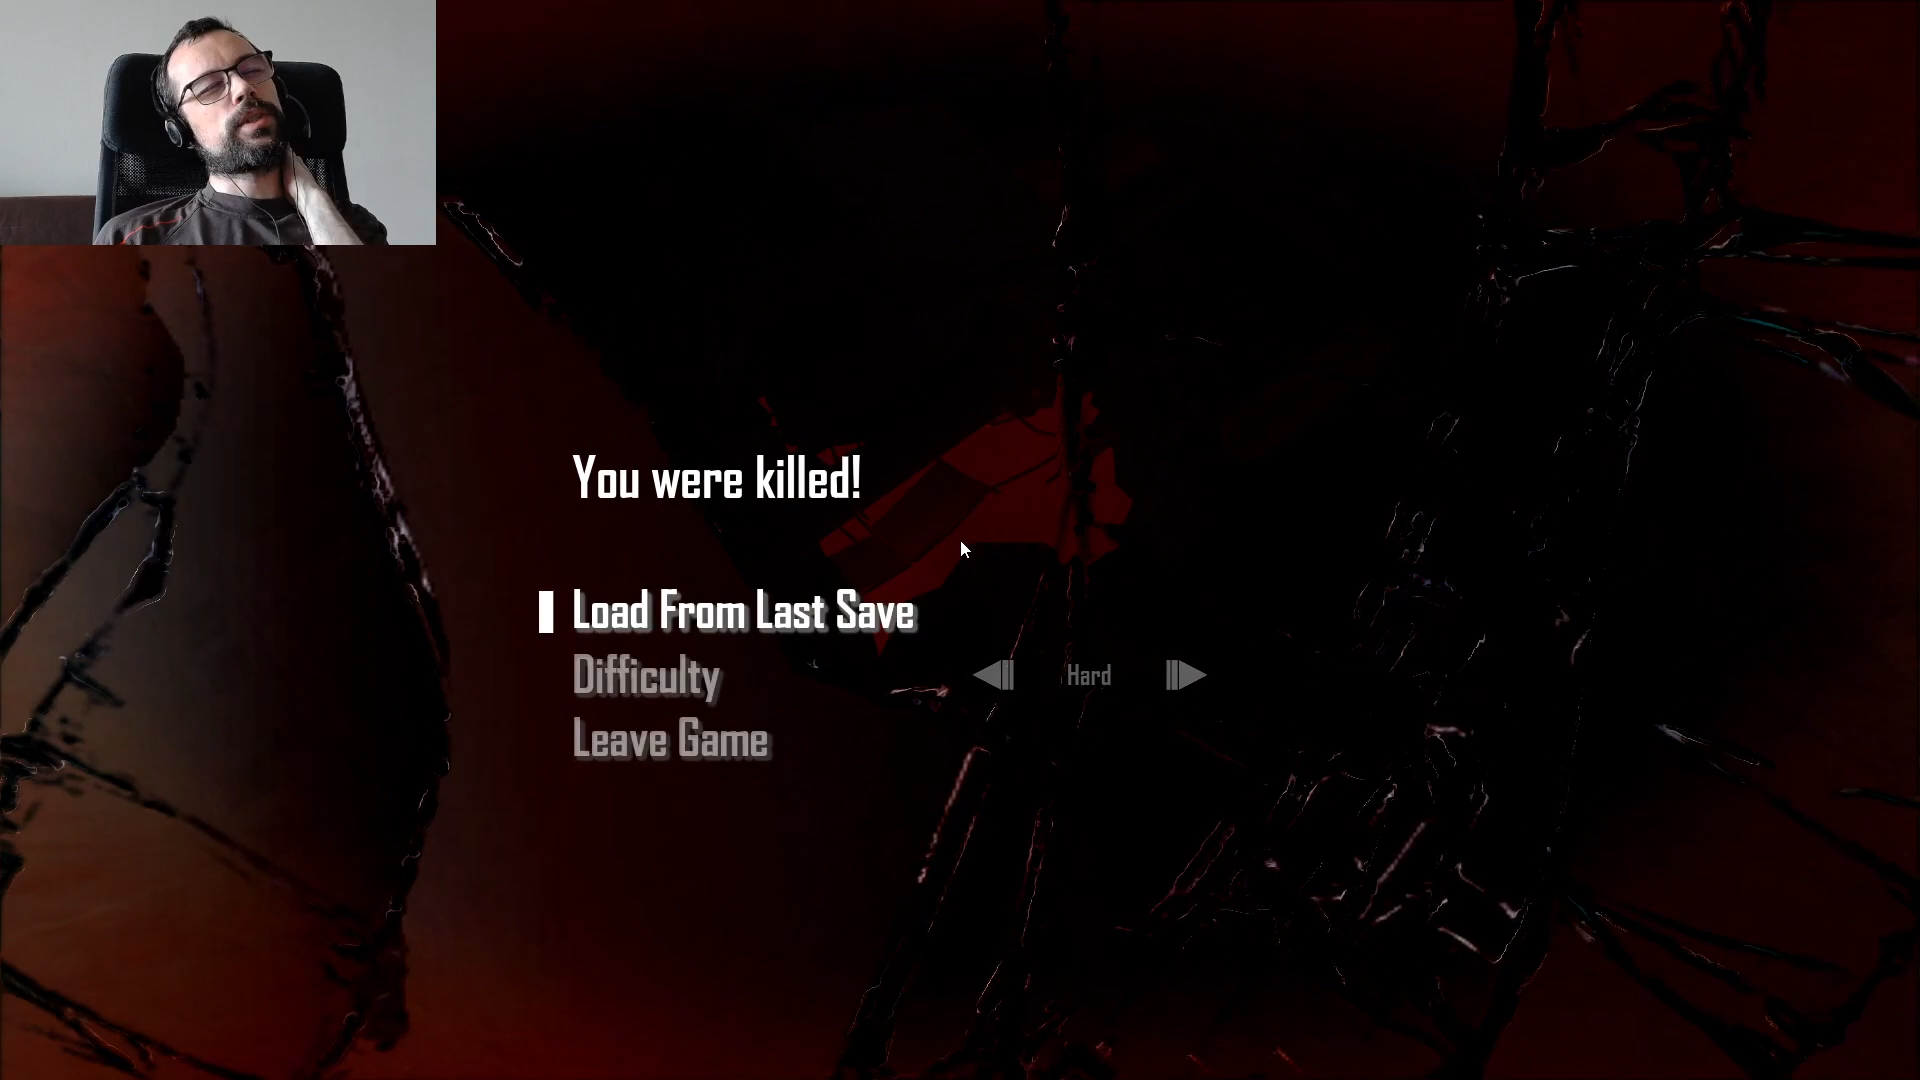 You were killed!
Load From Last Save
Difficulty
Hard
Leave Game